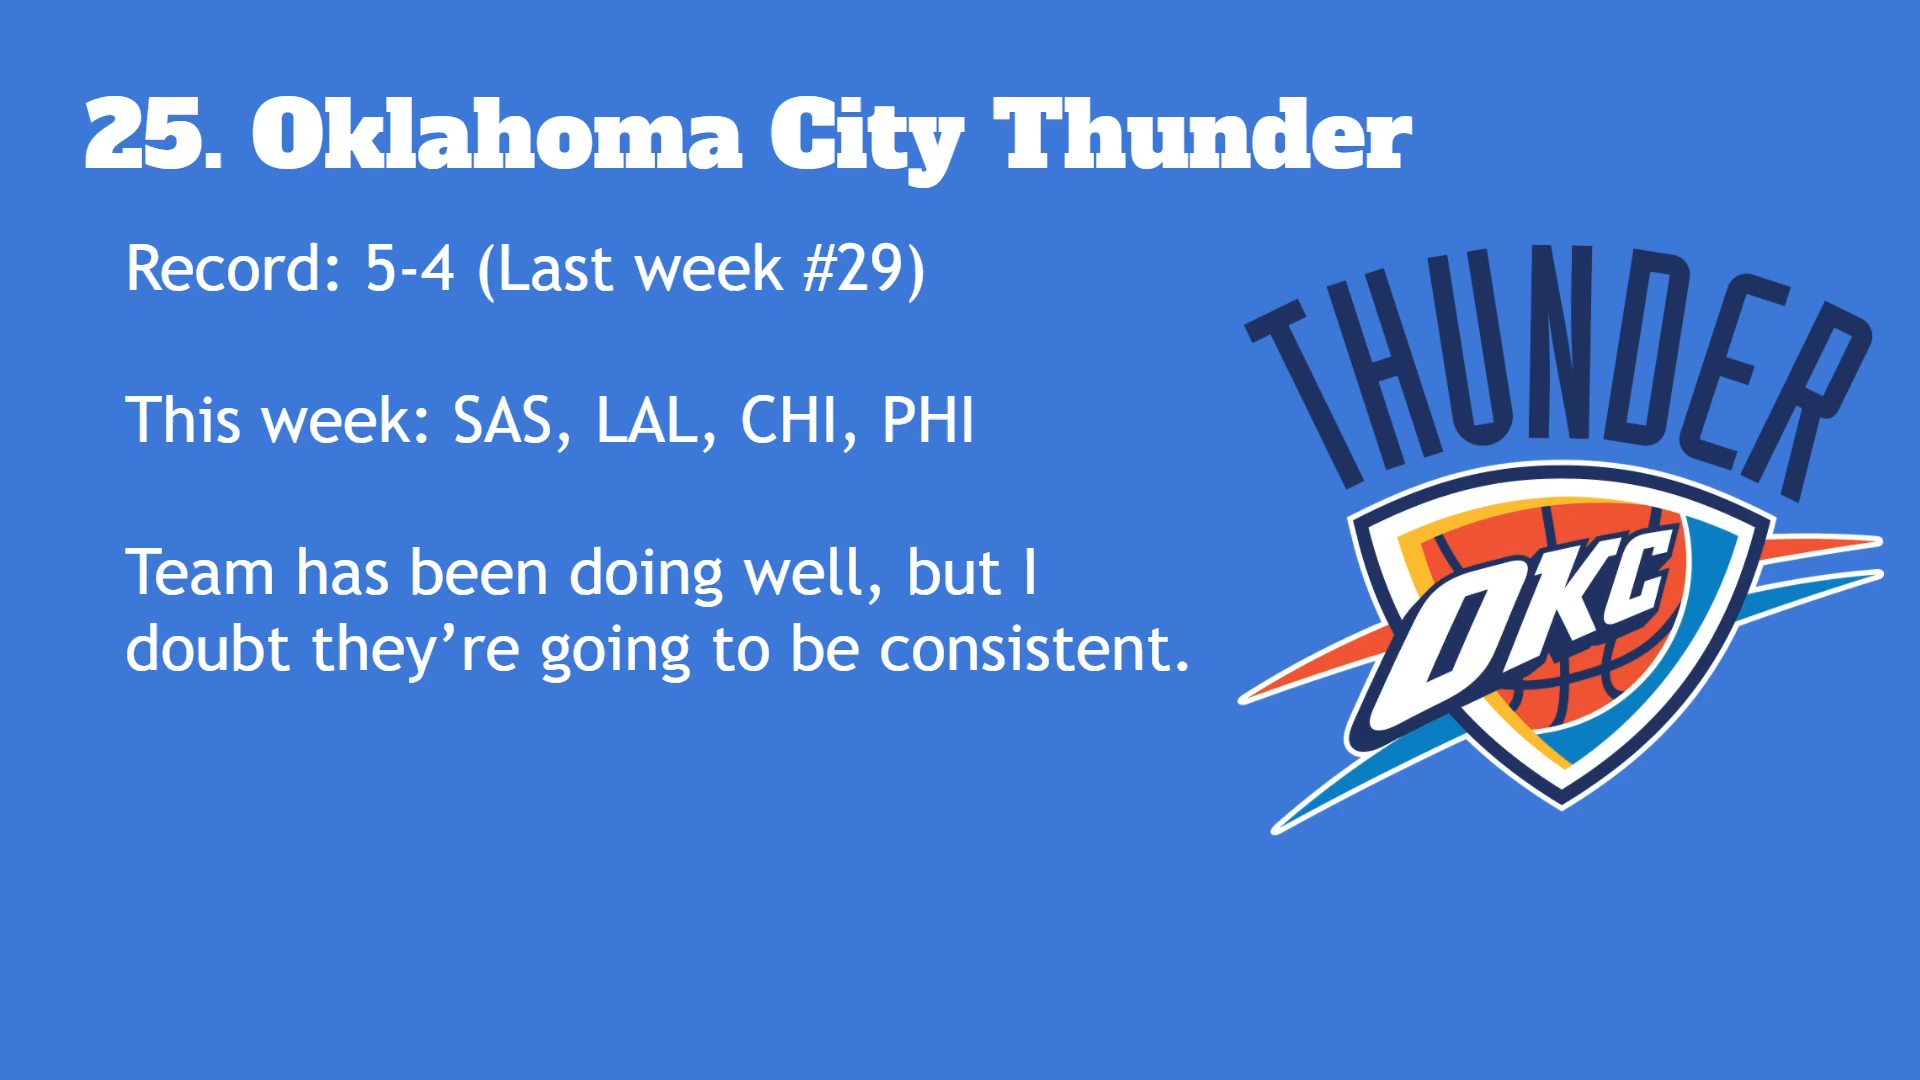 25. Oklahoma City Thunder
Record: 5-4 (Last week #29)
This week: SAS, LAL, CHI, PHI
Team has been doing well, but I
doubt they’re going to be consistent.
THUNDER
OKC